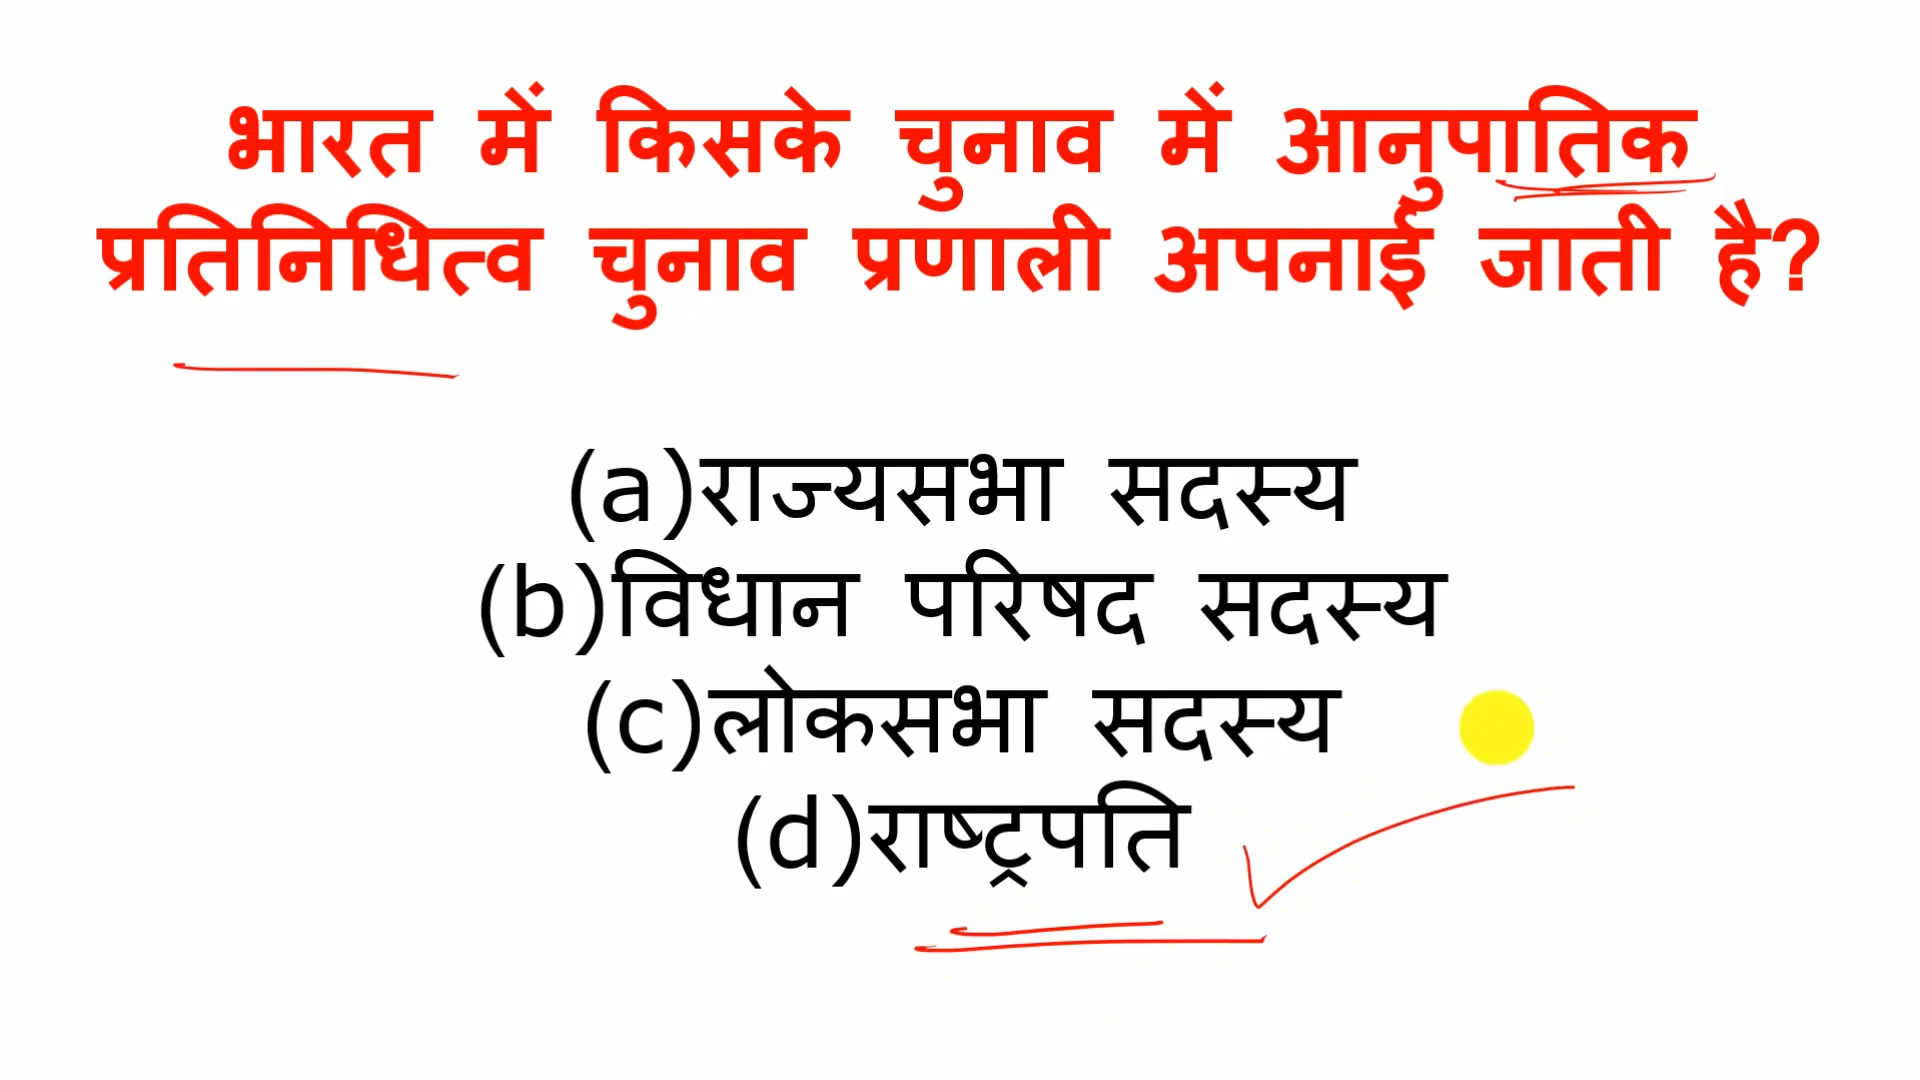 भारत में किसके चुनाव में आनुपातिक
प्रतिनिधित्व चुनाव प्रणाली अपनाई जाती है?
(a)राज्यसभा सदस्य
(b)विधान परिषद सदस्य
(c)लोकसभा सदस्य
(d)राष्ट्रपति